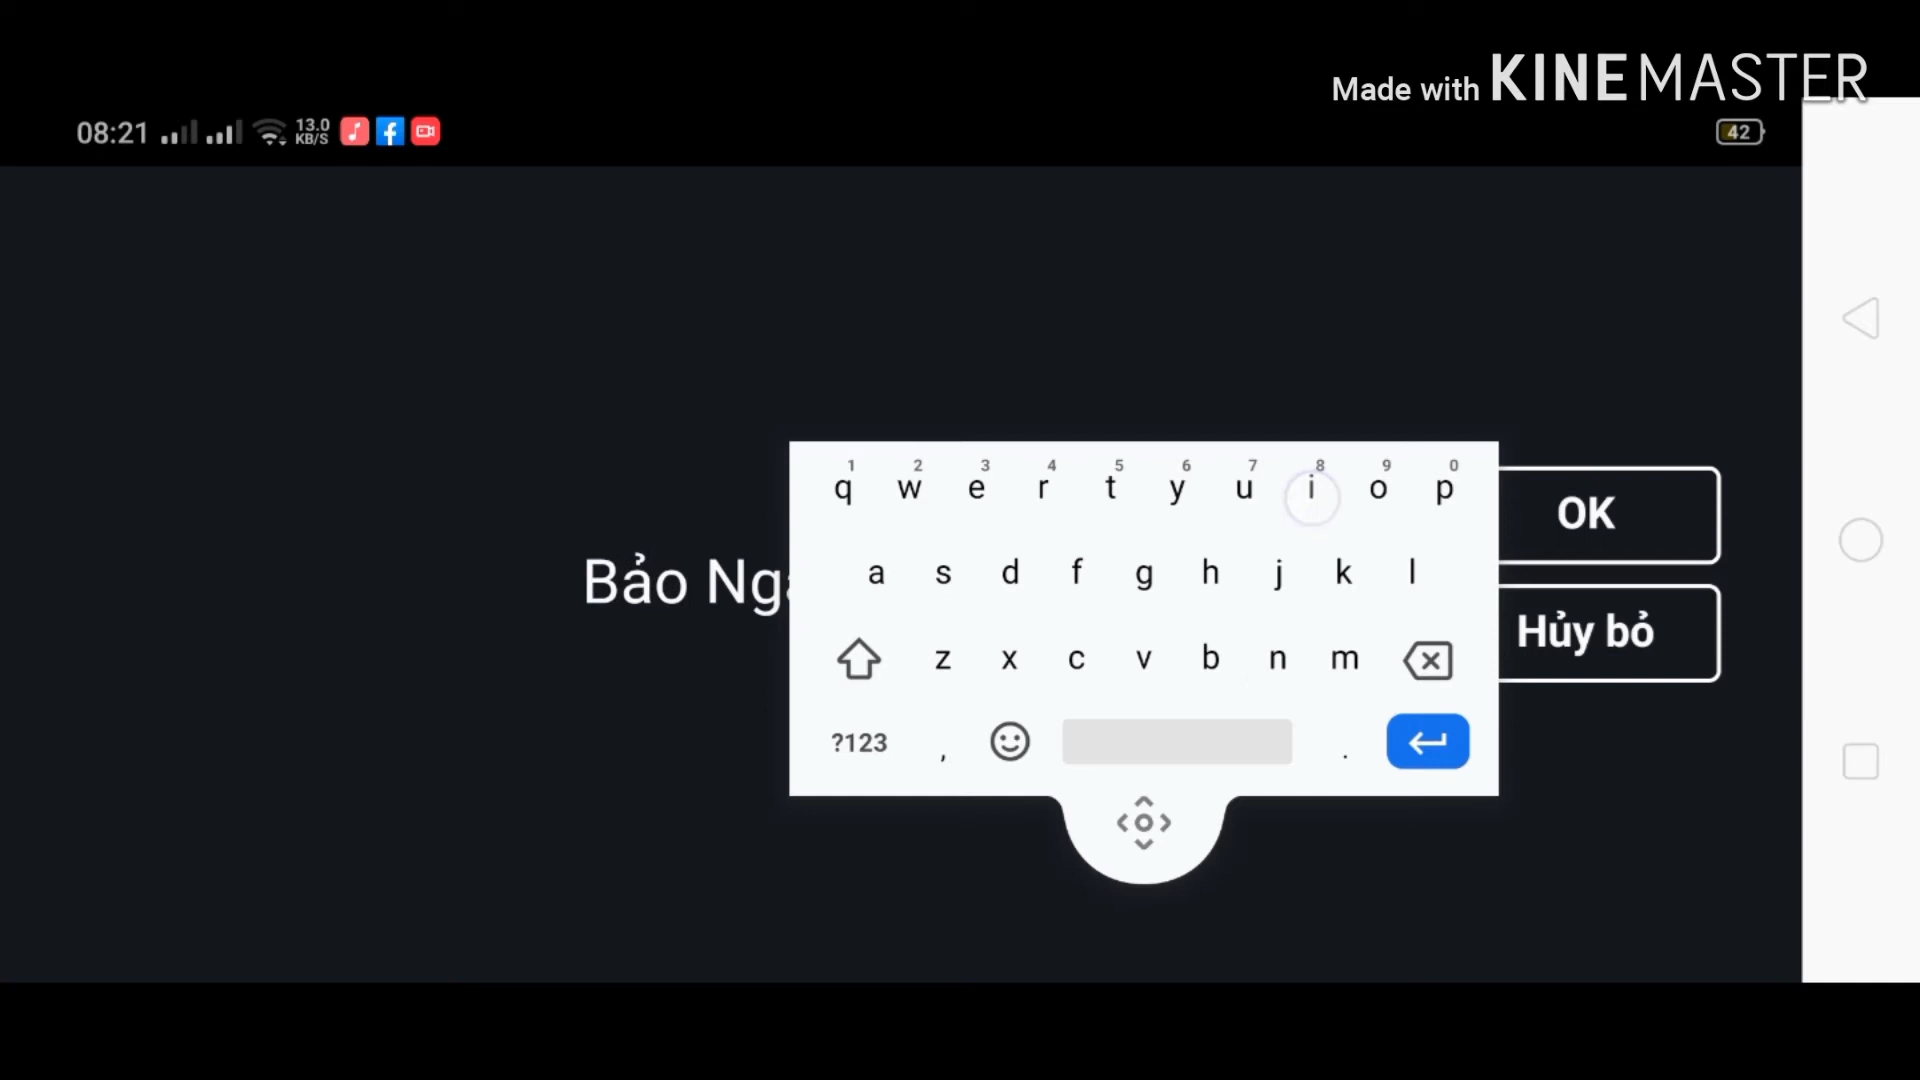 Made with KINEMASTER
08:21 13.0 KB/S 42
1 2 3 4 5 6 7 8 9 0
q w e r t y u i o p
OK
a s d f g h j k l
Bảo
Hủy bỏ
z x c v b n m
?123 , .